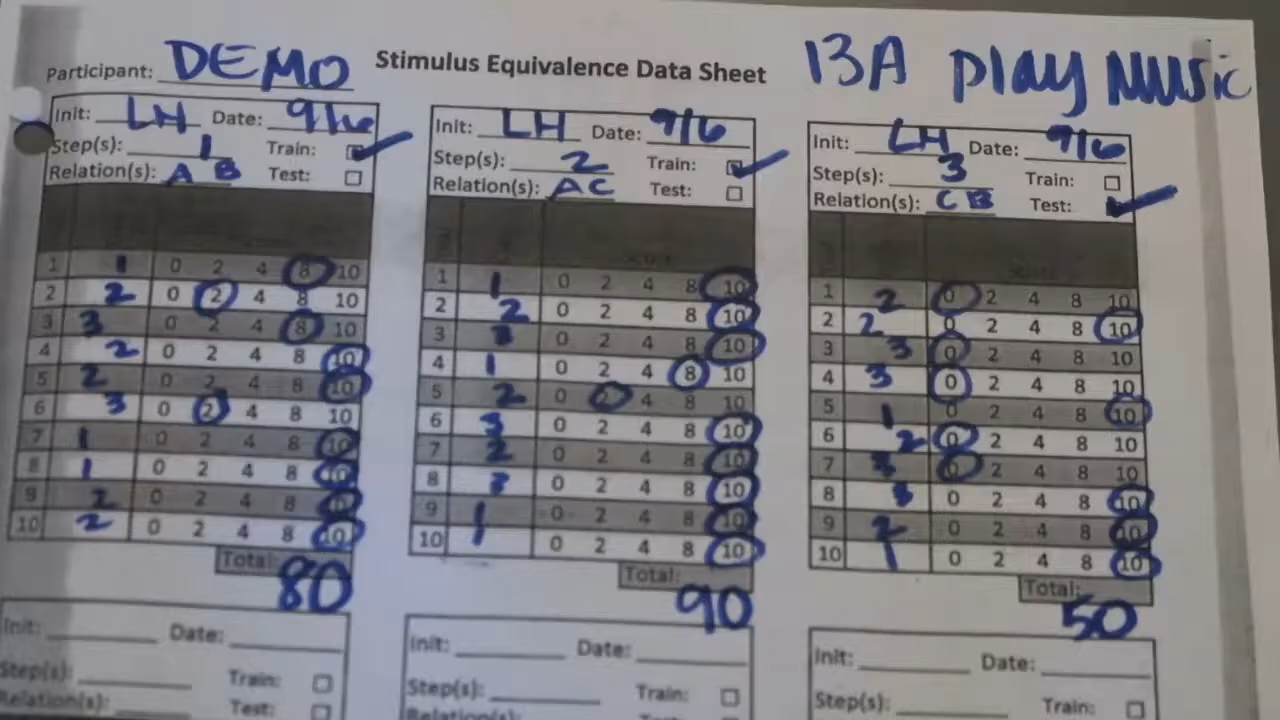 Participant: DEMO Stimulus Equivalence Data Sheet 13A Play Music
Init: LH Date: 9/6
Step(s): 1 Train:
Relation(s): A B Test:
1 1 0 2 4 8 10
2 2 0 2 4 8 10
3 3 0 2 4 8 10
4 2 0 2 4 8 10
5 2 0 2 4 8 10
6 3 0 2 4 8 10
7 1 0 2 4 8 10
8 1 0 2 4 8 10
9 2 0 2 4 8 10
10 2 0 2 4 8 10
Total: 80
Init: LH Date: 9/6
Step(s): 2 Train:
Relation(s): AC Test:
1 1 0 2 4 8 10
2 2 0 2 4 8 10
3 3 0 2 4 8 10
4 1 0 2 4 8 10
5 2 0 2 4 8 10
6 3 0 2 4 8 10
7 2 0 2 4 8 10
8 3 0 2 4 8 10
9 1 0 2 4 8 10
10 1 0 2 4 8 10
Total: 90
Init: LH Date: 9/6
Step(s): 3 Train:
Relation(s): CB Test:
1 2 0 2 4 8 10
2 2 0 2 4 8 10
3 3 0 2 4 8 10
4 3 0 2 4 8 10
5 1 0 2 4 8 10
6 2 0 2 4 8 10
7 3 0 2 4 8 10
8 3 0 2 4 8 10
9 2 0 2 4 8 10
10 1 0 2 4 8 10
Total: 50
Init: Date:
Step(s): Train:
Relation(s): Test:
Init: Date:
Step(s): Train:
Relation(s): Test:
Init: Date:
Step(s): Train: